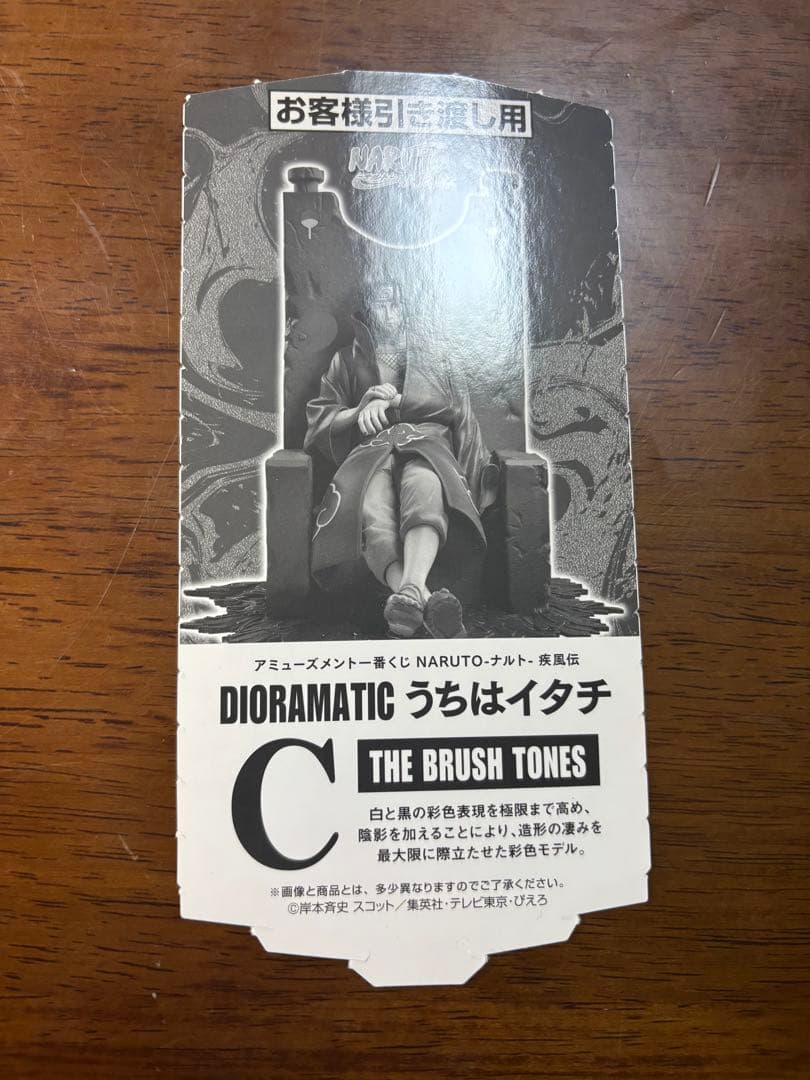 お客様引き渡し用
NARUTO
アミューズメント一番くじ NARUTO-ナルト- 疾風伝
DIORAMATIC うちはイタチ
C
THE BRUSH TONES
白と黒の彩色表現を極限まで高め、
陰影を加えることにより、造形の凄みを
最大限に際立たせた彩色モデル。
※画像と商品とは、多少異なりますのでご了承ください。
©岸本斉史 スコット／集英社・テレビ東京・ぴえろ